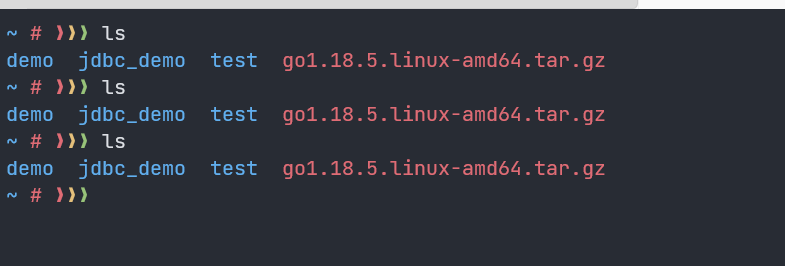 ~ # ❯❯❯ ls
demo  jdbc_demo  test  go1.18.5.linux-amd64.tar.gz
~ # ❯❯❯ ls
demo  jdbc_demo  test  go1.18.5.linux-amd64.tar.gz
~ # ❯❯❯ ls
demo  jdbc_demo  test  go1.18.5.linux-amd64.tar.gz
~ # ❯❯❯